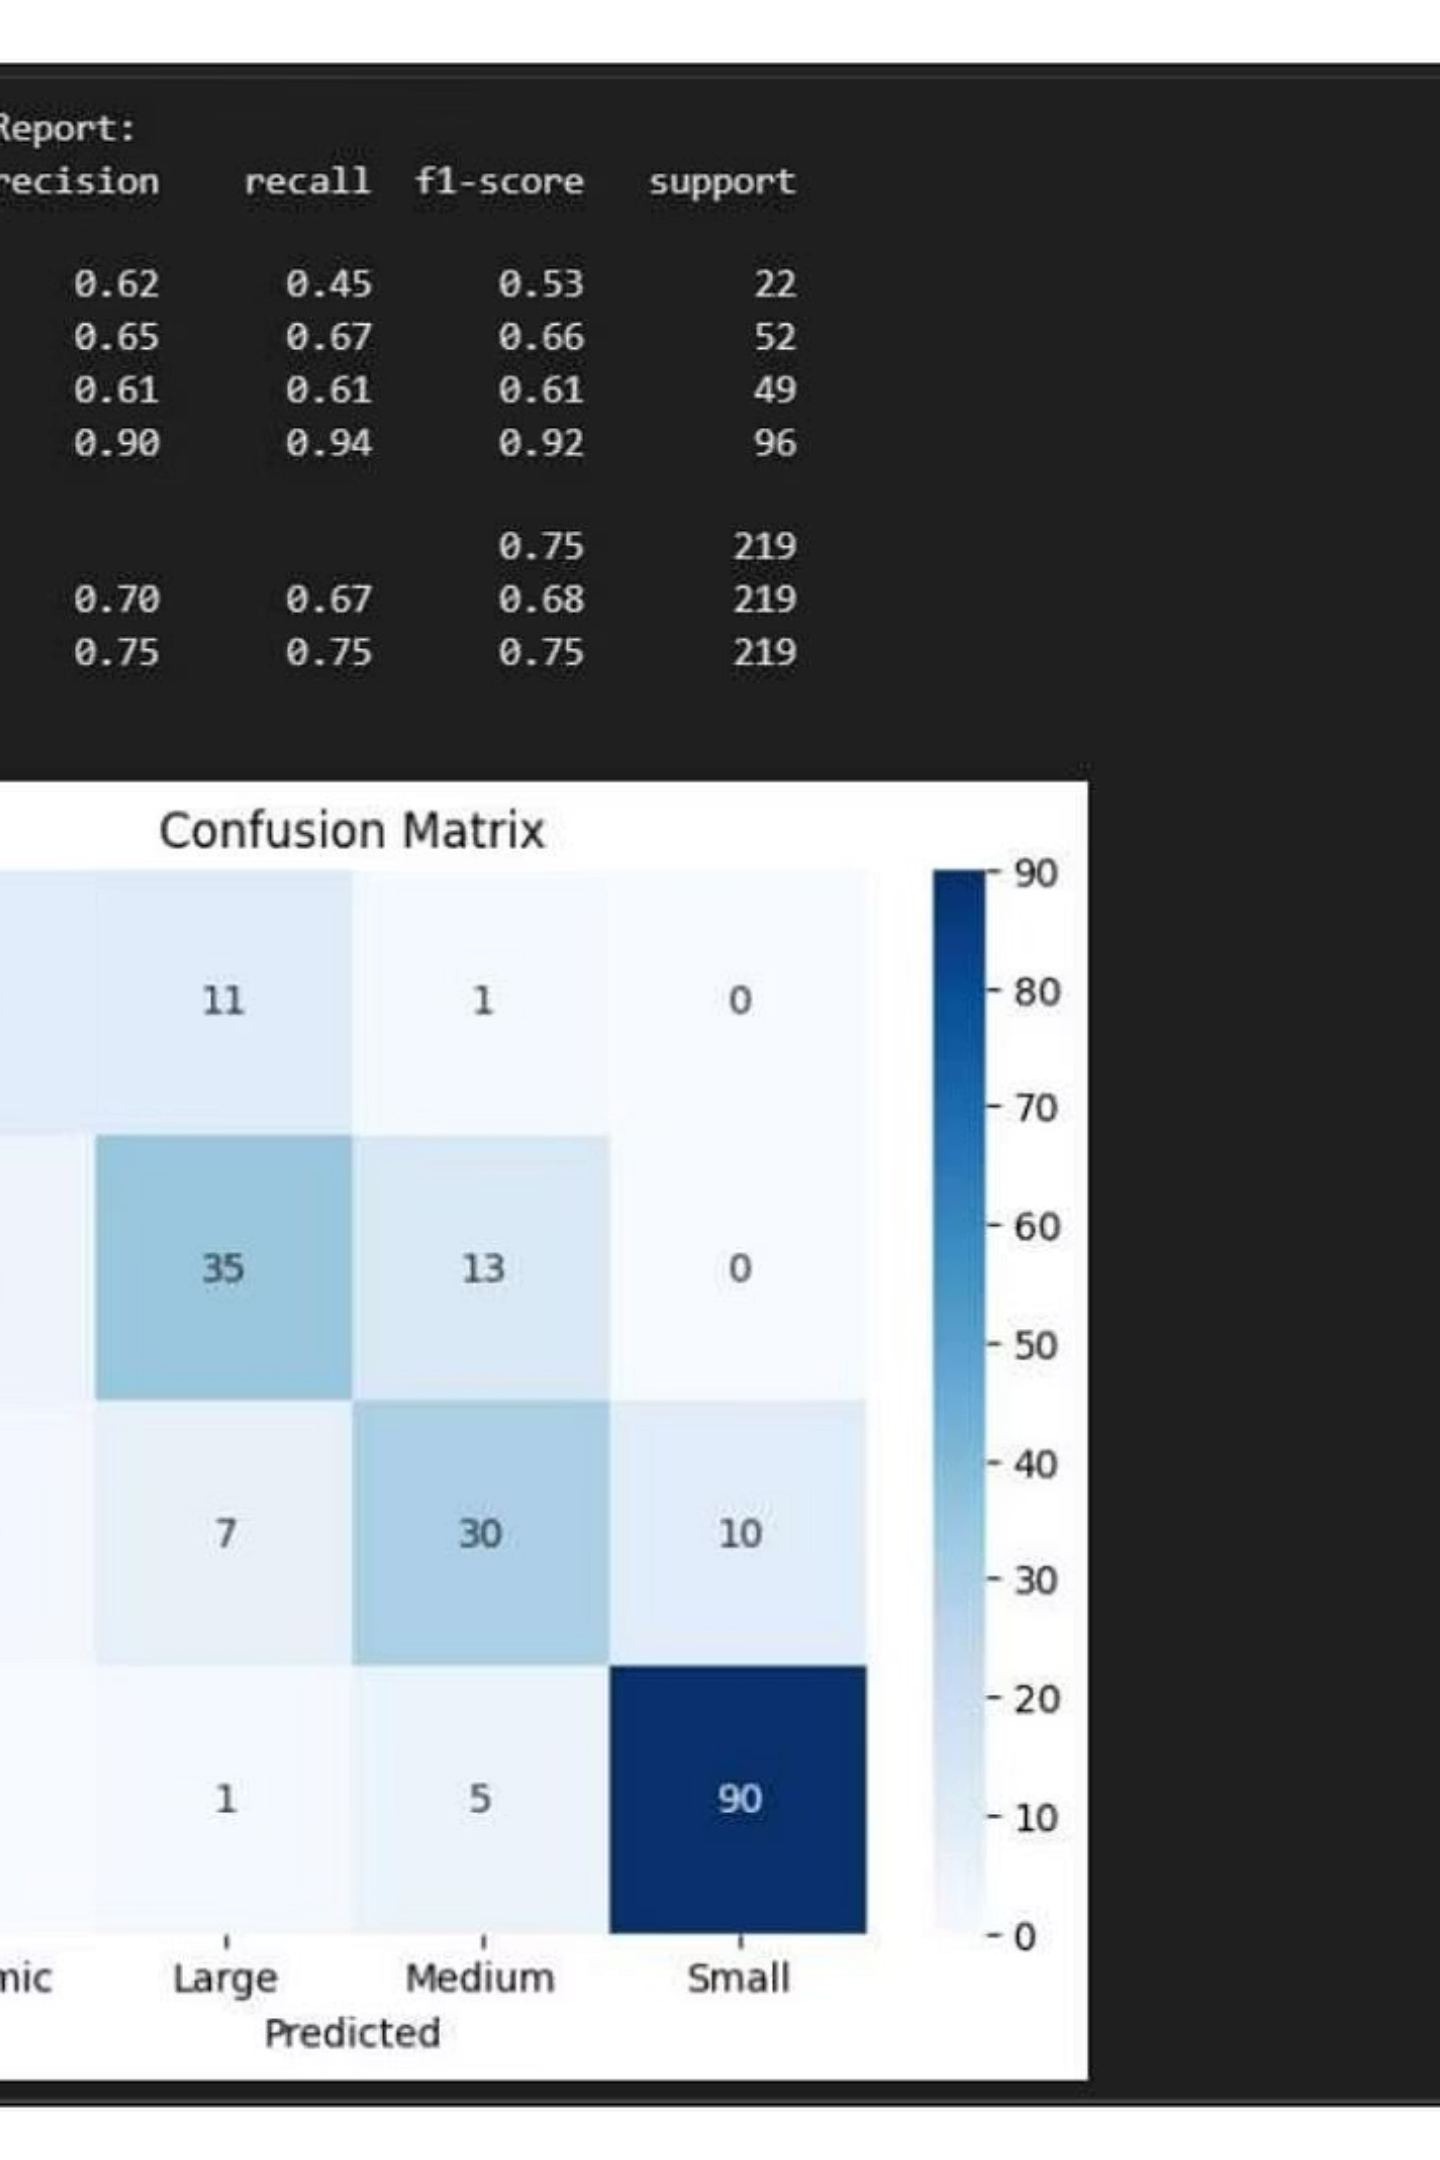 Report:
recision recall f1-score support
0.62 0.45 0.53 22
0.65 0.67 0.66 52
0.61 0.61 0.61 49
0.90 0.94 0.92 96
0.75 219
0.70 0.67 0.68 219
0.75 0.75 0.75 219
Confusion Matrix
11 1 0
35 13 0
7 30 10
1 5 90
mic Large Medium Small
Predicted
90
80
70
60
50
40
30
20
10
0